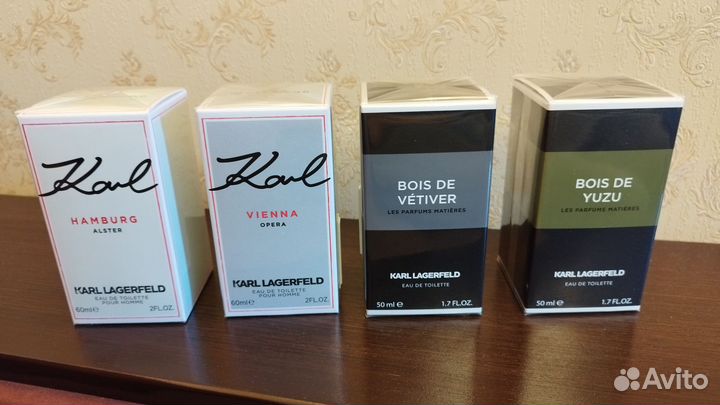 Karl
HAMBURG
ALSTER
KARL LAGERFELD
EAU DE TOILETTE
POUR HOMME
60ml e 2FL.OZ.
Karl
VIENNA
OPERA
KARL LAGERFELD
EAU DE TOILETTE
POUR HOMME
60ml e 2FL.OZ.
BOIS DE
VÉTIVER
LES PARFUMS MATIÈRES
KARL LAGERFELD
EAU DE TOILETTE
50 ml e 1.7 FL.OZ.
BOIS DE
YUZU
LES PARFUMS MATIÈRES
KARL LAGERFELD
EAU DE TOILETTE
50 ml e 1.7 FL.OZ.
Avito